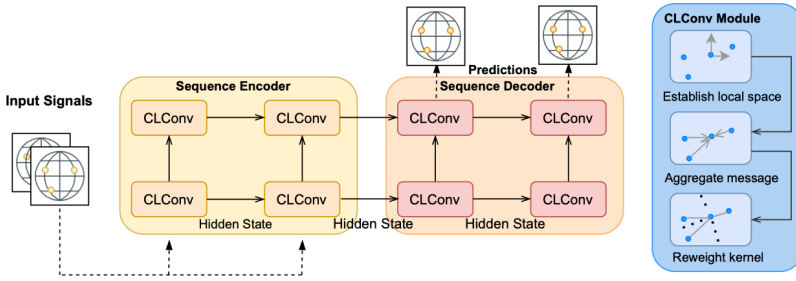 Input Signals
Sequence Encoder
CLConv
CLConv
CLConv
CLConv
Hidden State
Hidden State
Predictions
Sequence Decoder
CLConv
CLConv
CLConv
CLConv
Hidden State
CLConv Module
Establish local space
Aggregate message
Reweight kernel